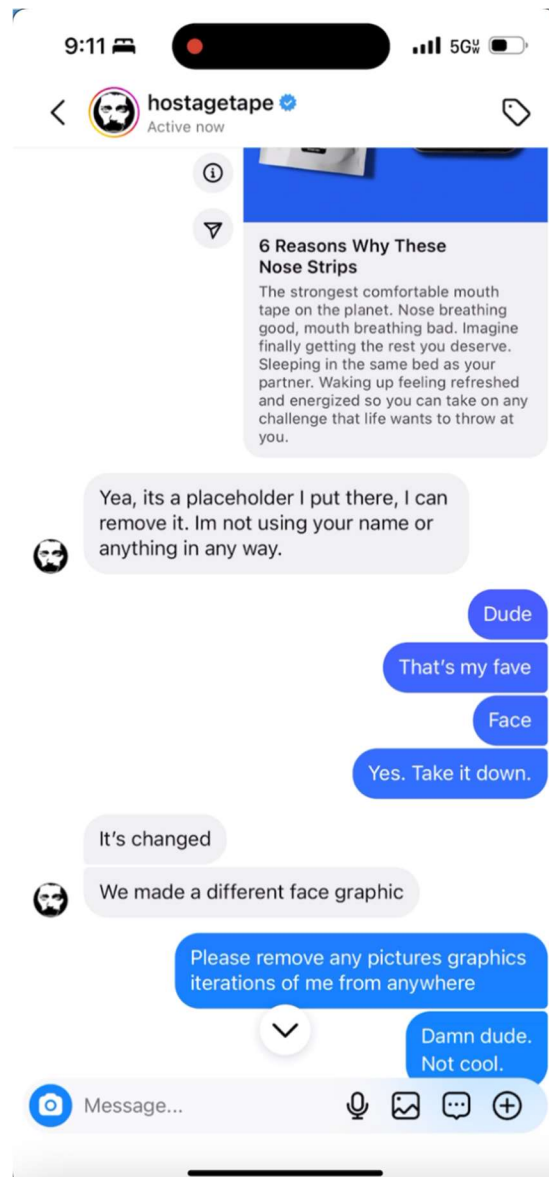 9:11
5G UW
hostagetape
Active now
6 Reasons Why These
Nose Strips
The strongest comfortable mouth
tape on the planet. Nose breathing
good, mouth breathing bad. Imagine
finally getting the rest you deserve.
Sleeping in the same bed as your
partner. Waking up feeling refreshed
and energized so you can take on any
challenge that life wants to throw at
you.
Yea, its a placeholder I put there, I can
remove it. Im not using your name or
anything in any way.
Dude
That's my fave
Face
Yes. Take it down.
It's changed
We made a different face graphic
Please remove any pictures graphics
iterations of me from anywhere
Damn dude.
Not cool.
Message...